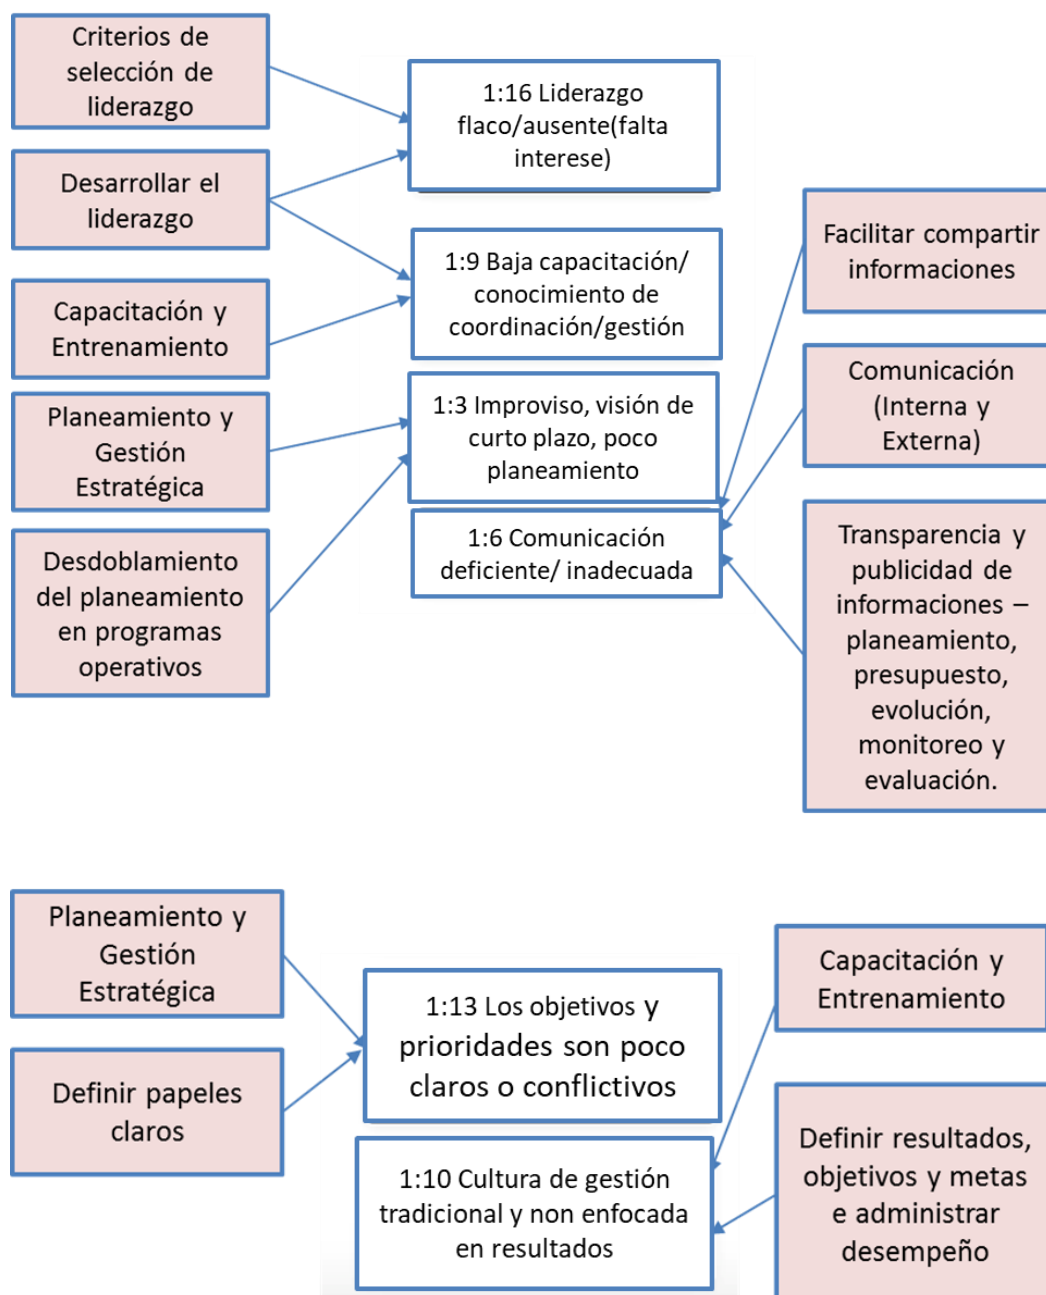 Criterios de
selección de
liderazgo
Desarrollar el
liderazgo
Capacitación y
Entrenamiento
Planeamiento y
Gestión
Estratégica
Desdoblamiento
del planeamiento
en programas
operativos
1:16 Liderazgo
flaco/ausente(falta
interese)
1:9 Baja capacitación/
conocimiento de
coordinación/gestión
1:3 Improviso, visión de
curto plazo, poco
planeamiento
1:6 Comunicación
deficiente/ inadecuada
Facilitar compartir
informaciones
Comunicación
(Interna y
Externa)
Transparencia y
publicidad de
informaciones –
planeamiento,
presupuesto,
evolución,
monitoreo y
evaluación.
Planeamiento y
Gestión
Estratégica
Definir papeles
claros
1:13 Los objetivos y
prioridades son poco
claros o conflictivos
1:10 Cultura de gestión
tradicional y non enfocada
en resultados
Capacitación y
Entrenamiento
Definir resultados,
objetivos y metas
e administrar
desempeño